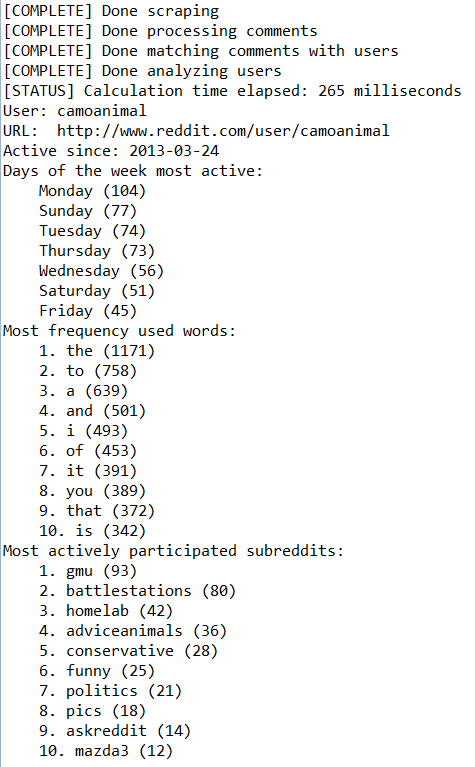 [COMPLETE] Done scraping
[COMPLETE] Done processing comments
[COMPLETE] Done matching comments with users
[COMPLETE] Done analyzing users
[STATUS] Calculation time elapsed: 265 milliseconds
User: camoanimal
URL:  http://www.reddit.com/user/camoanimal
Active since: 2013-03-24
Days of the week most active:
    Monday (104)
    Sunday (77)
    Tuesday (74)
    Thursday (73)
    Wednesday (56)
    Saturday (51)
    Friday (45)
Most frequency used words:
    1. the (1171)
    2. to (758)
    3. a (639)
    4. and (501)
    5. i (493)
    6. of (453)
    7. it (391)
    8. you (389)
    9. that (372)
    10. is (342)
Most actively participated subreddits:
    1. gmu (93)
    2. battlestations (80)
    3. homelab (42)
    4. adviceanimals (36)
    5. conservative (28)
    6. funny (25)
    7. politics (21)
    8. pics (18)
    9. askreddit (14)
    10. mazda3 (12)